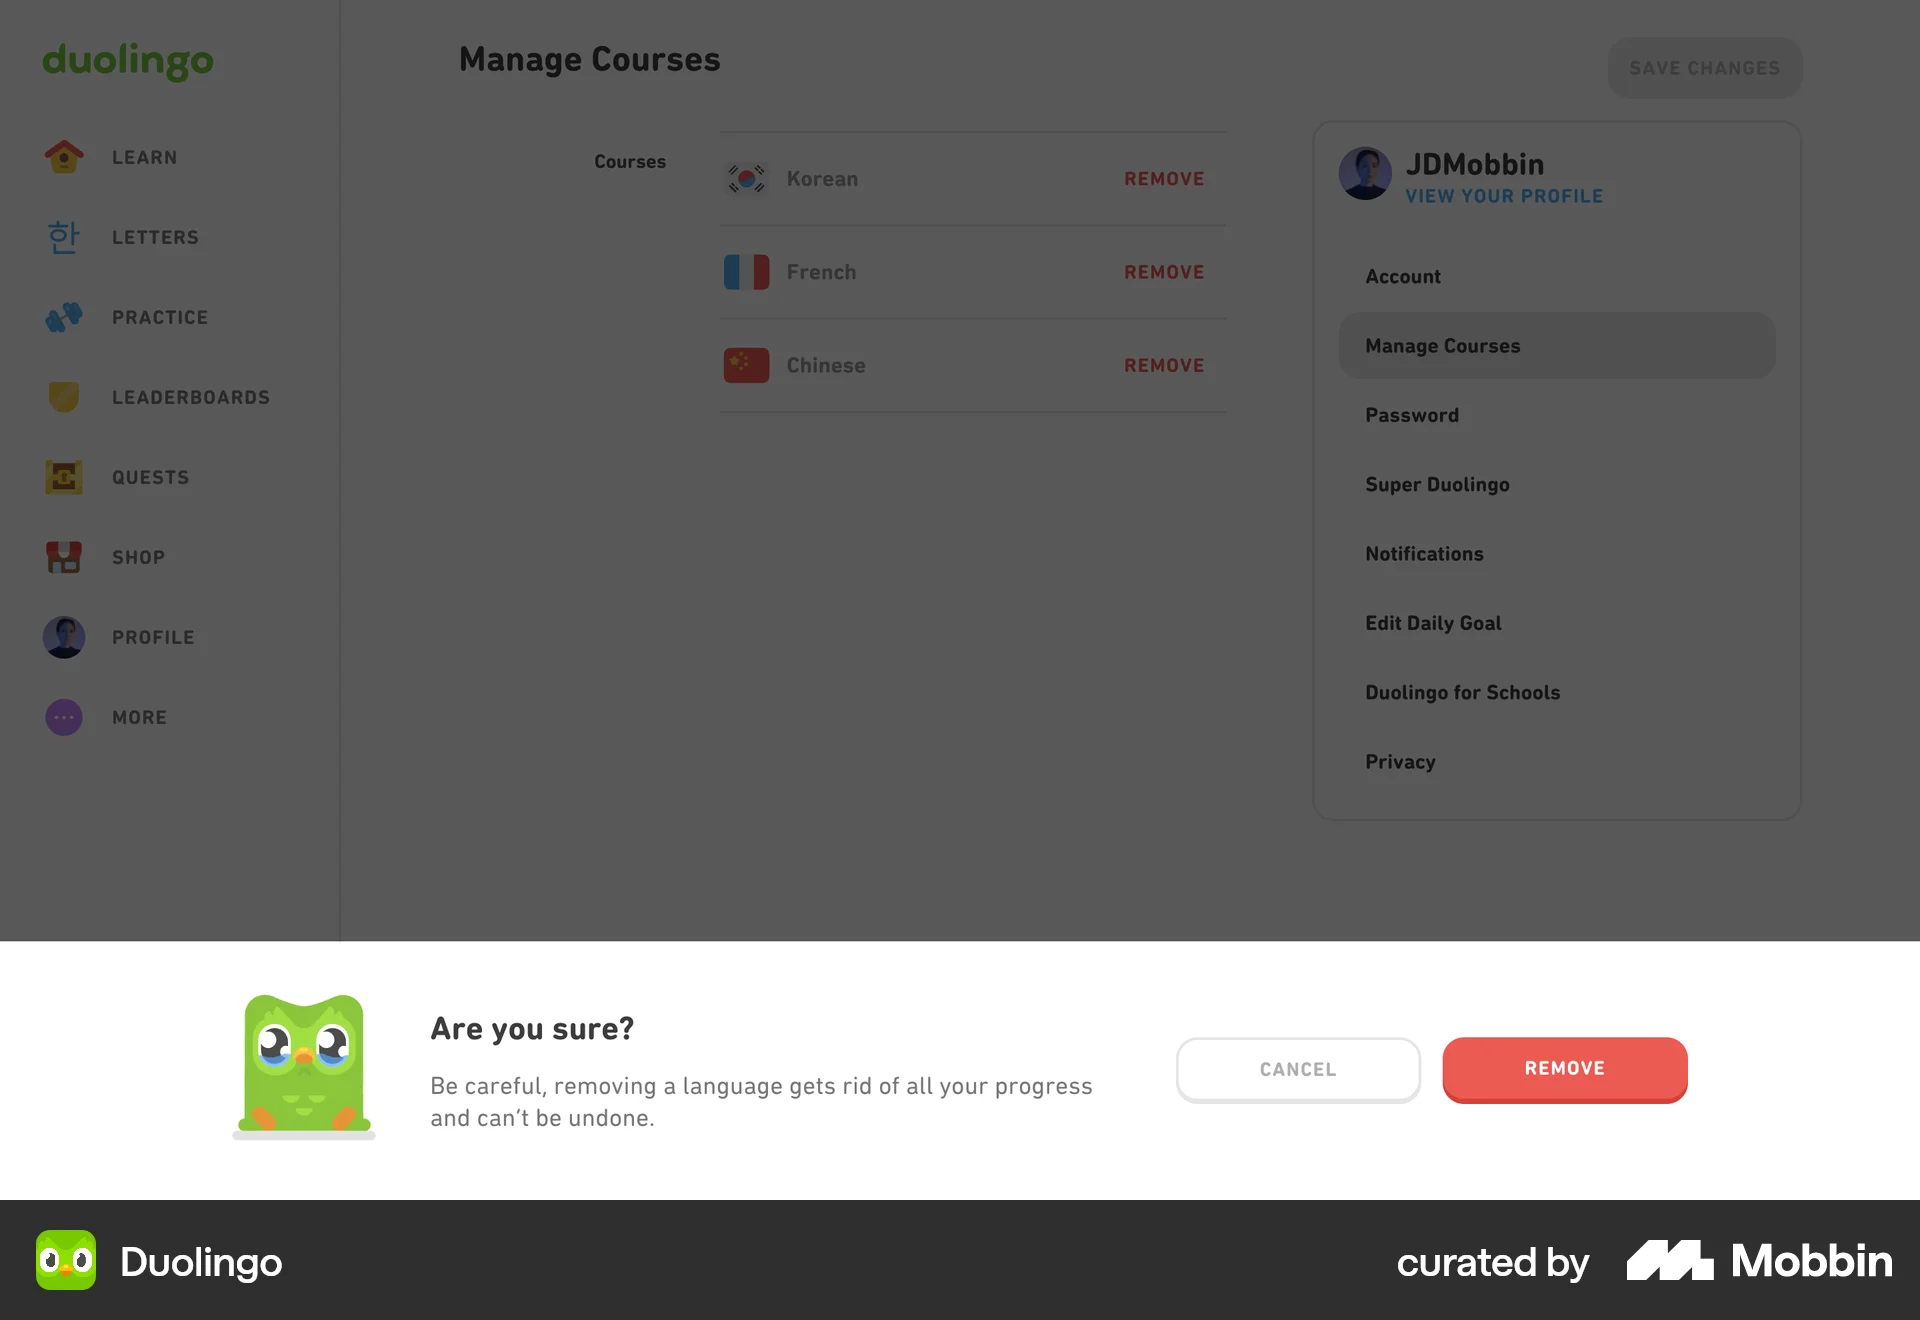 duolingo
LEARN
한
LETTERS
PRACTICE
LEADERBOARDS
QUESTS
SHOP
PROFILE
MORE
Manage Courses
SAVE CHANGES
Courses
Korean
REMOVE
French
REMOVE
Chinese
REMOVE
JDMobbin
VIEW YOUR PROFILE
Account
Manage Courses
Password
Super Duolingo
Notifications
Edit Daily Goal
Duolingo for Schools
Privacy
Are you sure?
Be careful, removing a language gets rid of all your progress
and can’t be undone.
CANCEL
REMOVE
Duolingo
curated by
Mobbin